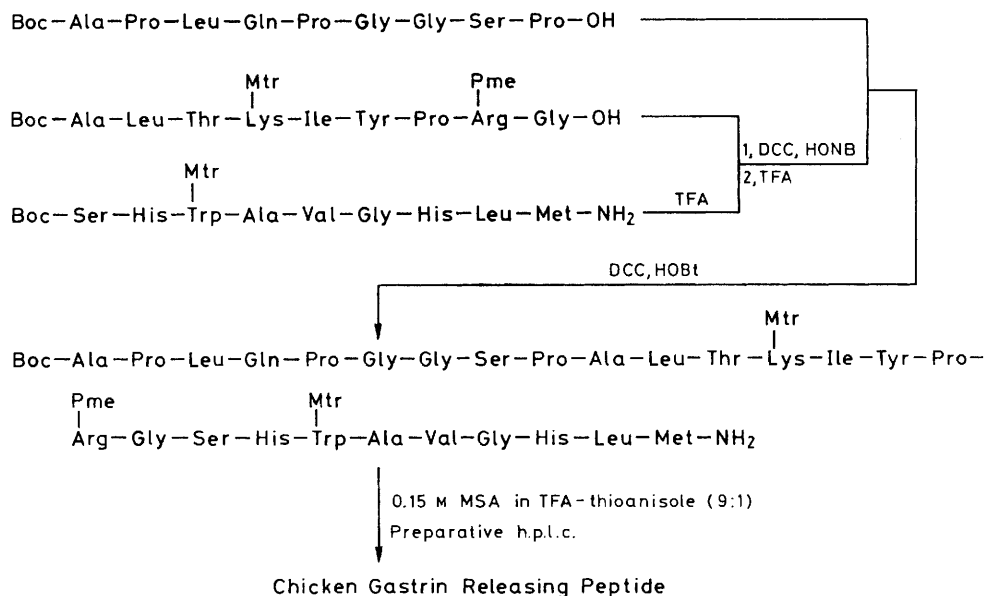 Boc-Ala-Pro-Leu-Gln-Pro-Gly-Gly-Ser-Pro-OH
Mtr Pme
Boc-Ala-Leu-Thr-Lys-Ile-Tyr-Pro-Arg-Gly-OH
1, DCC, HONB
2, TFA
Mtr
Boc-Ser-His-Trp-Ala-Val-Gly-His-Leu-Met-NH₂
TFA
DCC, HOBt
Mtr
Boc-Ala-Pro-Leu-Gln-Pro-Gly-Gly-Ser-Pro-Ala-Leu-Thr-Lys-Ile-Tyr-Pro-
Pme Mtr
Arg-Gly-Ser-His-Trp-Ala-Val-Gly-His-Leu-Met-NH₂
0.15 M MSA in TFA-thioanisole (9:1)
Preparative h.p.l.c.
Chicken Gastrin Releasing Peptide